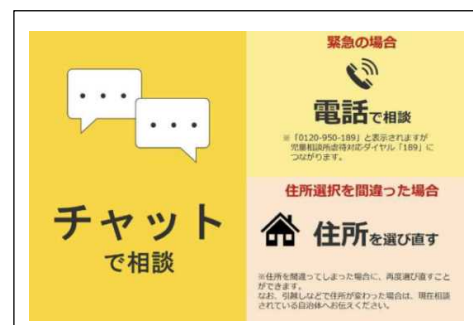 チャット
で相談
緊急の場合
電話で相談
※「0120-950-189」と表示されますが
児童相談所虐待対応ダイヤル「189」に
つながります。
住所選択を間違った場合
住所を選び直す
※住所を間違ってしまった場合に、再度選び直すこと
ができます。
なお、引越しなどで住所が変わった場合は、現在相談
されている自治体へお伝えください。